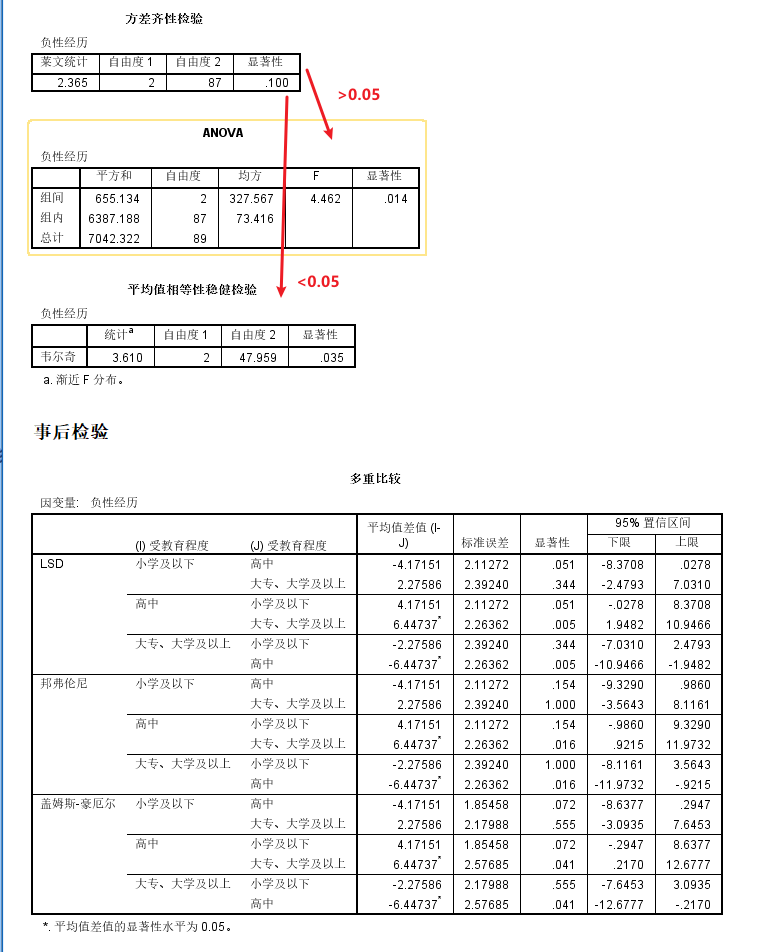 方差齐性检验
负性经历
莱文统计 自由度 1 自由度 2 显著性
2.365 2 87 .100
>0.05
ANOVA
负性经历
平方和 自由度 均方 F 显著性
组间 655.134 2 327.567 4.462 .014
组内 6387.188 87 73.416
总计 7042.322 89
<0.05
平均值相等性稳健检验
负性经历
统计a 自由度 1 自由度 2 显著性
韦尔奇 3.610 2 47.959 .035
a. 渐近 F 分布。
事后检验
多重比较
因变量: 负性经历
(I) 受教育程度 (J) 受教育程度 平均值差值 (I-J) 标准误差 显著性 95% 置信区间
下限 上限
LSD 小学及以下 高中 -4.17151 2.11272 .051 -8.3708 .0278
大专、大学及以上 2.27586 2.39240 .344 -2.4793 7.0310
高中 小学及以下 4.17151 2.11272 .051 -.0278 8.3708
大专、大学及以上 6.44737* 2.26362 .005 1.9482 10.9466
大专、大学及以上 小学及以下 -2.27586 2.39240 .344 -7.0310 2.4793
高中 -6.44737* 2.26362 .005 -10.9466 -1.9482
邦弗伦尼 小学及以下 高中 -4.17151 2.11272 .154 -9.3290 .9860
大专、大学及以上 2.27586 2.39240 1.000 -3.5643 8.1161
高中 小学及以下 4.17151 2.11272 .154 -.9860 9.3290
大专、大学及以上 6.44737* 2.26362 .016 .9215 11.9732
大专、大学及以上 小学及以下 -2.27586 2.39240 1.000 -8.1161 3.5643
高中 -6.44737* 2.26362 .016 -11.9732 -.9215
盖姆斯-豪厄尔 小学及以下 高中 -4.17151 1.85458 .072 -8.6377 .2947
大专、大学及以上 2.27586 2.17988 .555 -3.0935 7.6453
高中 小学及以下 4.17151 1.85458 .072 -.2947 8.6377
大专、大学及以上 6.44737* 2.57685 .041 .2170 12.6777
大专、大学及以上 小学及以下 -2.27586 2.17988 .555 -7.6453 3.0935
高中 -6.44737* 2.57685 .041 -12.6777 -.2170
*. 平均值差值的显著性水平为 0.05。